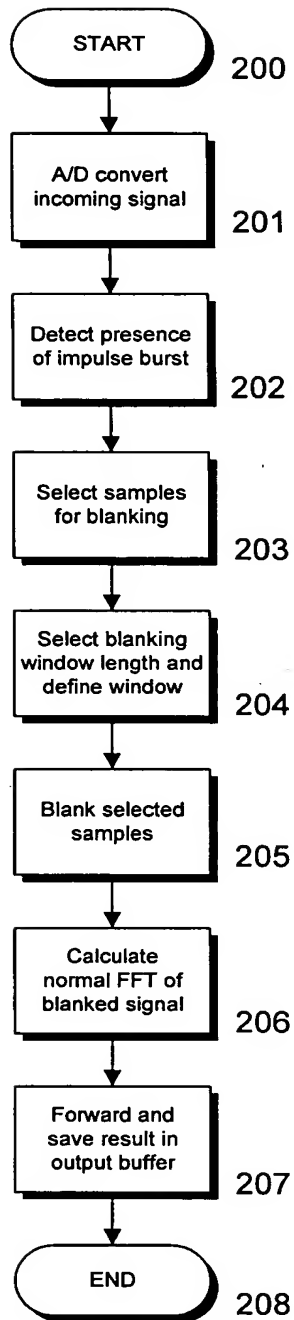 START
200
A/D convert
incoming signal
201
Detect presence
of impulse burst
202
Select samples
for blanking
203
Select blanking
window length and
define window
204
Blank selected
samples
205
Calculate
normal FFT of
blanked signal
206
Forward and
save result in
output buffer
207
END
208